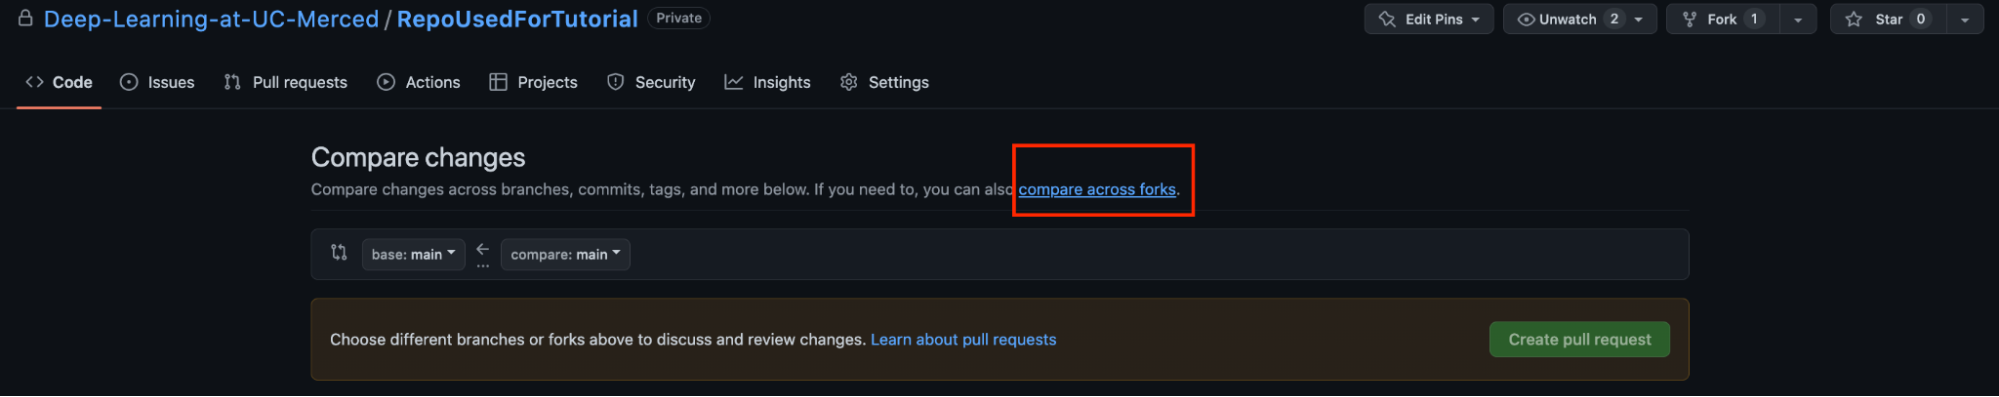 Deep-Learning-at-UC-Merced / RepoUsedForTutorial Private Edit Pins Unwatch 2 Fork 1 Star 0
Code Issues Pull requests Actions Projects Security Insights Settings
Compare changes
Compare changes across branches, commits, tags, and more below. If you need to, you can also compare across forks.
base: main ← compare: main
...
Choose different branches or forks above to discuss and review changes. Learn about pull requests Create pull request